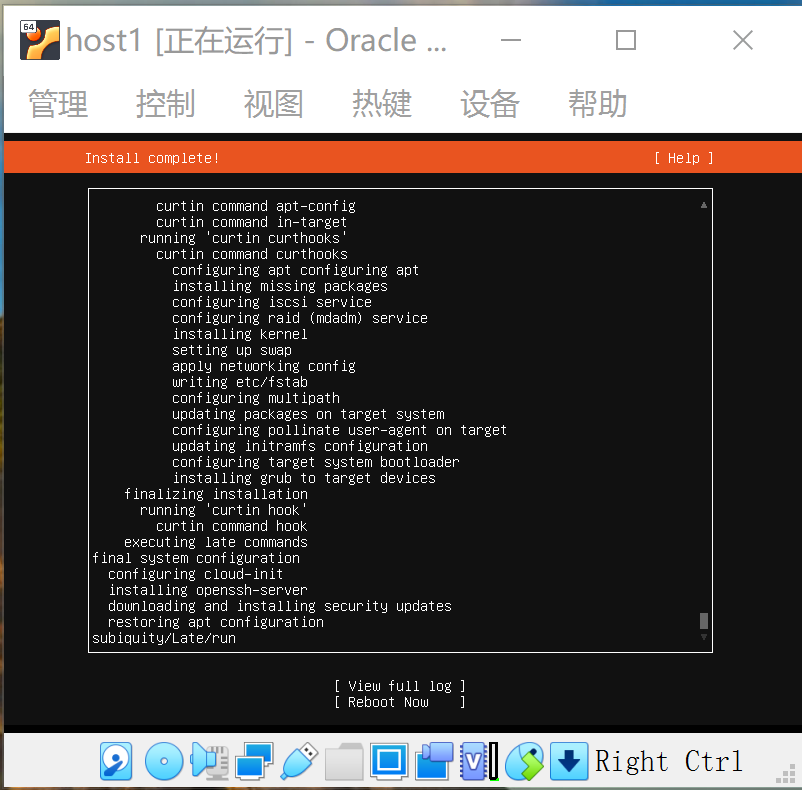 64
host1 [正在运行] - Oracle ...
管理 控制 视图 热键 设备 帮助
Install complete! [ Help ]
curtin command apt-config
curtin command in-target
running 'curtin curthooks'
curtin command curthooks
configuring apt configuring apt
installing missing packages
configuring iscsi service
configuring raid (mdadm) service
installing kernel
setting up swap
apply networking config
writing etc/fstab
configuring multipath
updating packages on target system
configuring pollinate user-agent on target
updating initramfs configuration
configuring target system bootloader
installing grub to target devices
finalizing installation
running 'curtin hook'
curtin command hook
executing late commands
final system configuration
configuring cloud-init
installing openssh-server
downloading and installing security updates
restoring apt configuration
subiquity/Late/run
[ View full log ]
[ Reboot Now ]
V
Right Ctrl